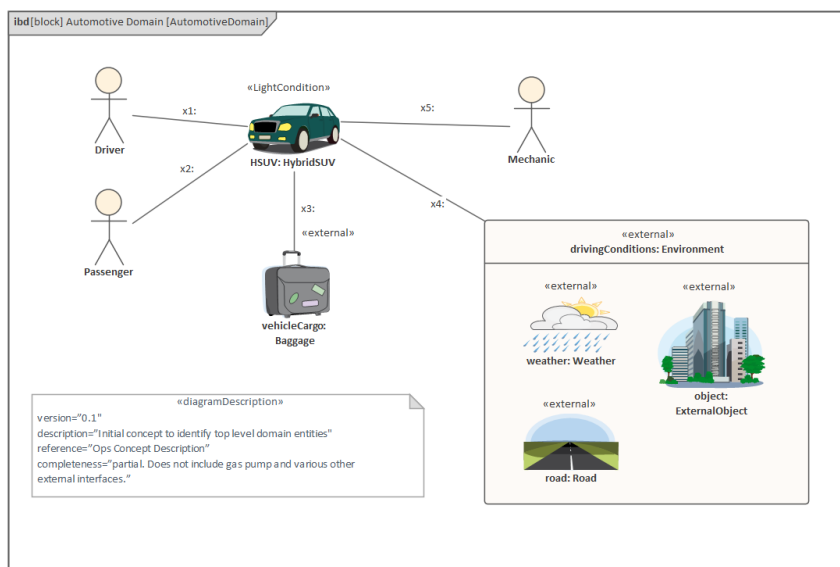 ibd [block] Automotive Domain [AutomotiveDomain]
«LightCondition»
x1:
x5:
Driver
HSUV: HybridSUV
Mechanic
x2:
x3:
x4:
«external»
Passenger
vehicleCargo:
Baggage
«external»
drivingConditions: Environment
«external»
weather: Weather
«external»
object:
ExternalObject
«external»
road: Road
«diagramDescription»
version="0.1"
description="Initial concept to identify top level domain entities"
reference="Ops Concept Description"
completeness="partial. Does not include gas pump and various other
external interfaces."